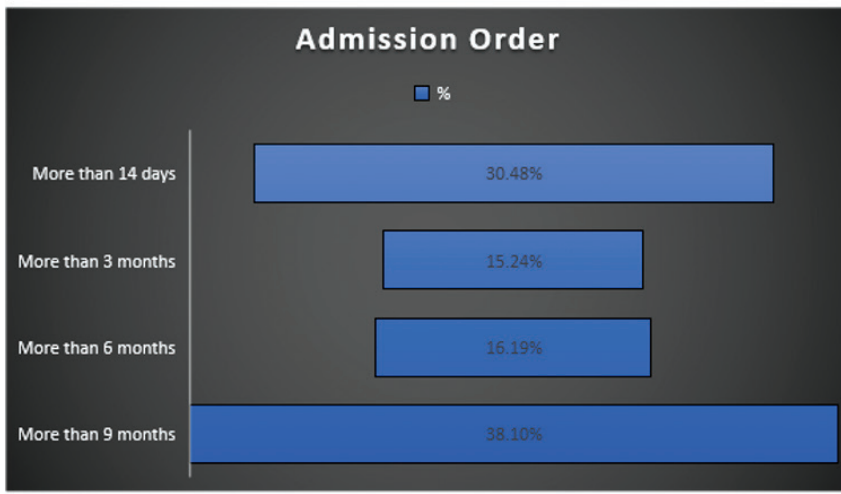 Admission Order
%
More than 14 days
30.48%
More than 3 months
15.24%
More than 6 months
16.19%
More than 9 months
38.10%